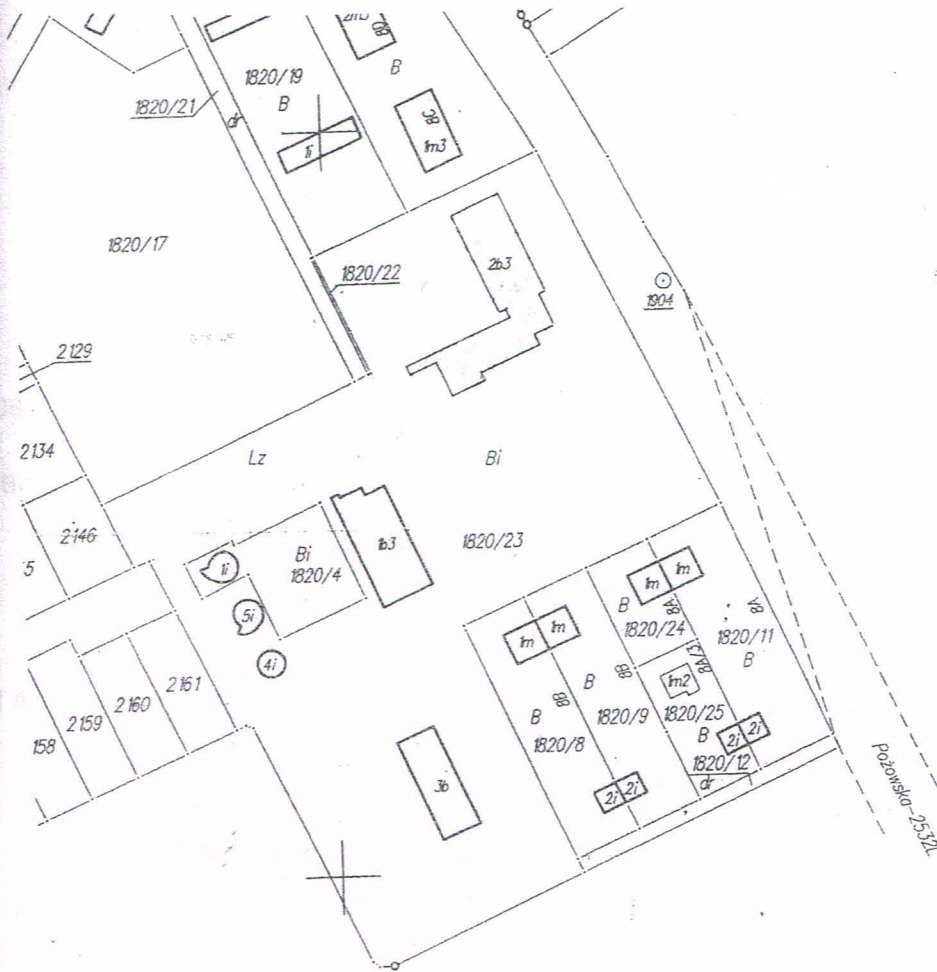 8D
B
1820/19
B
1820/21
dr
8C
1m3
1i
1820/17
2b3
1820/22
1904
2129
2134
Lz
Bi
2146
5
1b3
1820/23
1i
Bi
1820/4
1m
1m
B
8A
1820/24
8A
1820/11
B
5i
1m
1m
4i
2161
8A/31
1m2
8B
B
8B
2160
2159
158
B
1820/8
1820/9
1820/25
B
2i
2i
1820/12
dr
3b
2i
2i
Pożowska-2532L